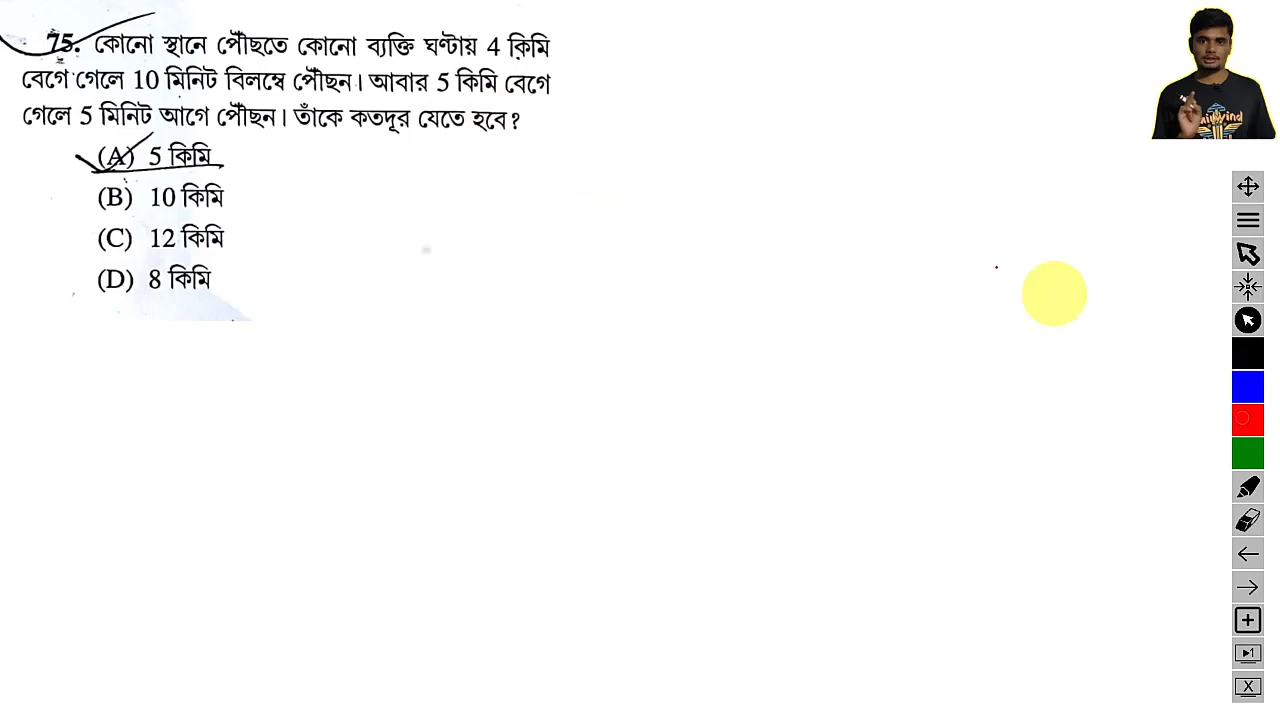 75. কোনো স্থানে পৌঁছতে কোনো ব্যক্তি ঘণ্টায় 4 কিমি
বেগে গেলে 10 মিনিট বিলম্বে পৌঁছন। আবার 5 কিমি বেগে
গেলে 5 মিনিট আগে পৌঁছন। তাঁকে কতদূর যেতে হবে?
(A) 5 কিমি
(B) 10 কিমি
(C) 12 কিমি
(D) 8 কিমি